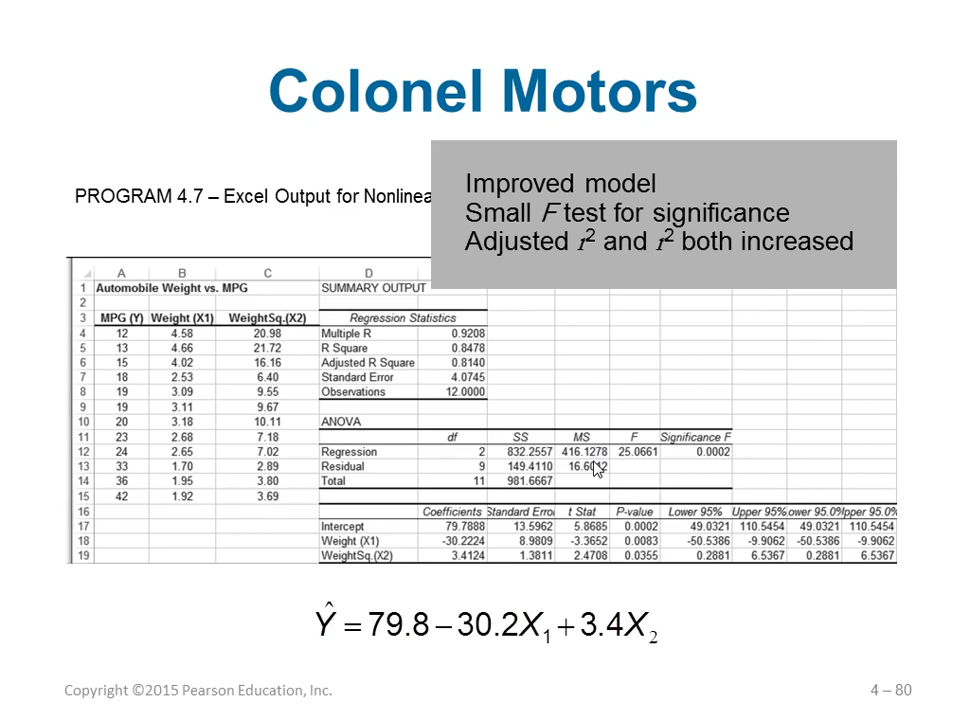 Colonel Motors
PROGRAM 4.7 – Excel Output for Nonlinea
Improved model
Small F test for significance
Adjusted r² and r² both increased
A B C D
1 Automobile Weight vs. MPG SUMMARY OUTPUT
2
3 MPG (Y) Weight (X1) WeightSq.(X2) Regression Statistics
4 12 4.58 20.98 Multiple R 0.9208
5 13 4.66 21.72 R Square 0.8478
6 15 4.02 16.16 Adjusted R Square 0.8140
7 18 2.53 6.40 Standard Error 4.0745
8 19 3.09 9.55 Observations 12.0000
9 19 3.11 9.67
10 20 3.18 10.11 ANOVA
11 23 2.68 7.18 df SS MS F Significance F
12 24 2.65 7.02 Regression 2 832.2557 416.1278 25.0661 0.0002
13 33 1.70 2.89 Residual 9 149.4110
14 36 1.95 3.80 Total 11 981.6667
15 42 1.92 3.69
16 Coefficients Standard Erro t Stat P-value Lower 95% Upper 95% ower 95.0% pper 95.0%
17 Intercept 79.7888 13.5962 5.8685 0.0002 49.0321 110.5454 49.0321 110.5454
18 Weight (X1) -30.2224 8.9809 -3.3652 0.0083 -50.5386 -9.9062 -50.5386 -9.9062
19 WeightSq.(X2) 3.4124 1.3811 2.4708 0.0355 0.2881 6.5367 0.2881 6.5367
Ŷ = 79.8 − 30.2X₁ + 3.4X₂
Copyright ©2015 Pearson Education, Inc.
4 – 80